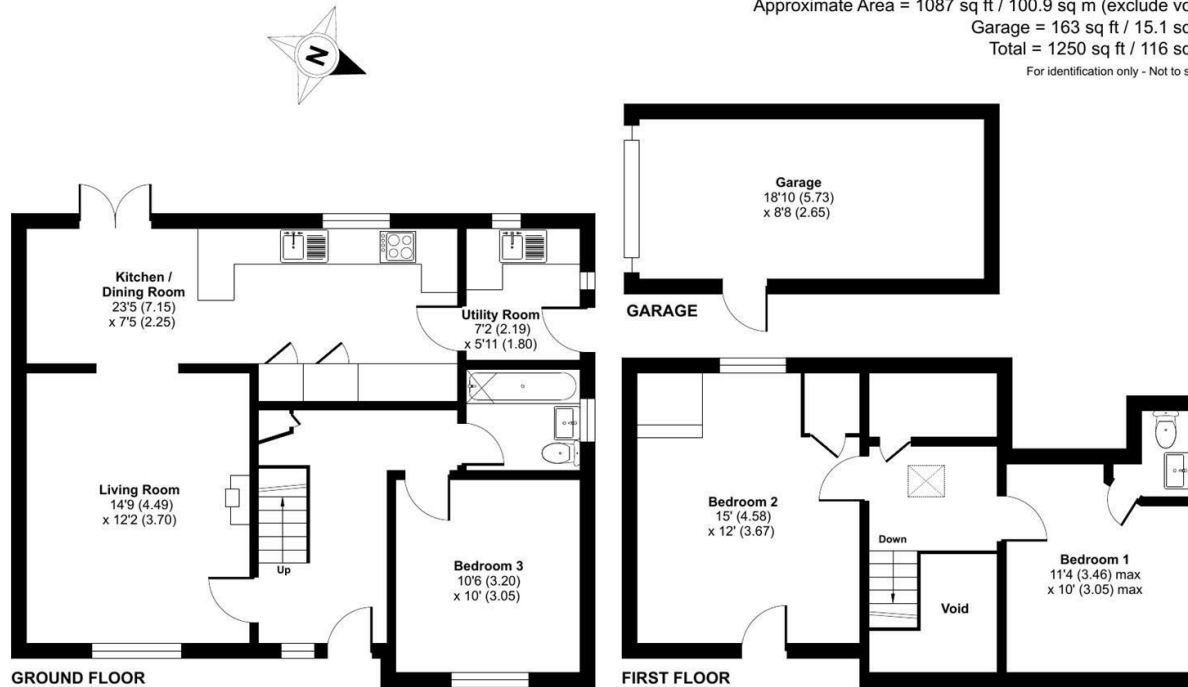 Approximate Area = 1087 sq ft / 100.9 sq m (exclude vo
Garage = 163 sq ft / 15.1 sq
Total = 1250 sq ft / 116 sq
For identification only - Not to s
N
Garage
18'10 (5.73)
x 8'8 (2.65)
GARAGE
Kitchen /
Dining Room
23'5 (7.15)
x 7'5 (2.25)
Utility Room
7'2 (2.19)
x 5'11 (1.80)
Living Room
14'9 (4.49)
x 12'2 (3.70)
Up
Bedroom 3
10'6 (3.20)
x 10' (3.05)
GROUND FLOOR
Bedroom 2
15' (4.58)
x 12' (3.67)
Down
Void
Bedroom 1
11'4 (3.46) max
x 10' (3.05) max
FIRST FLOOR